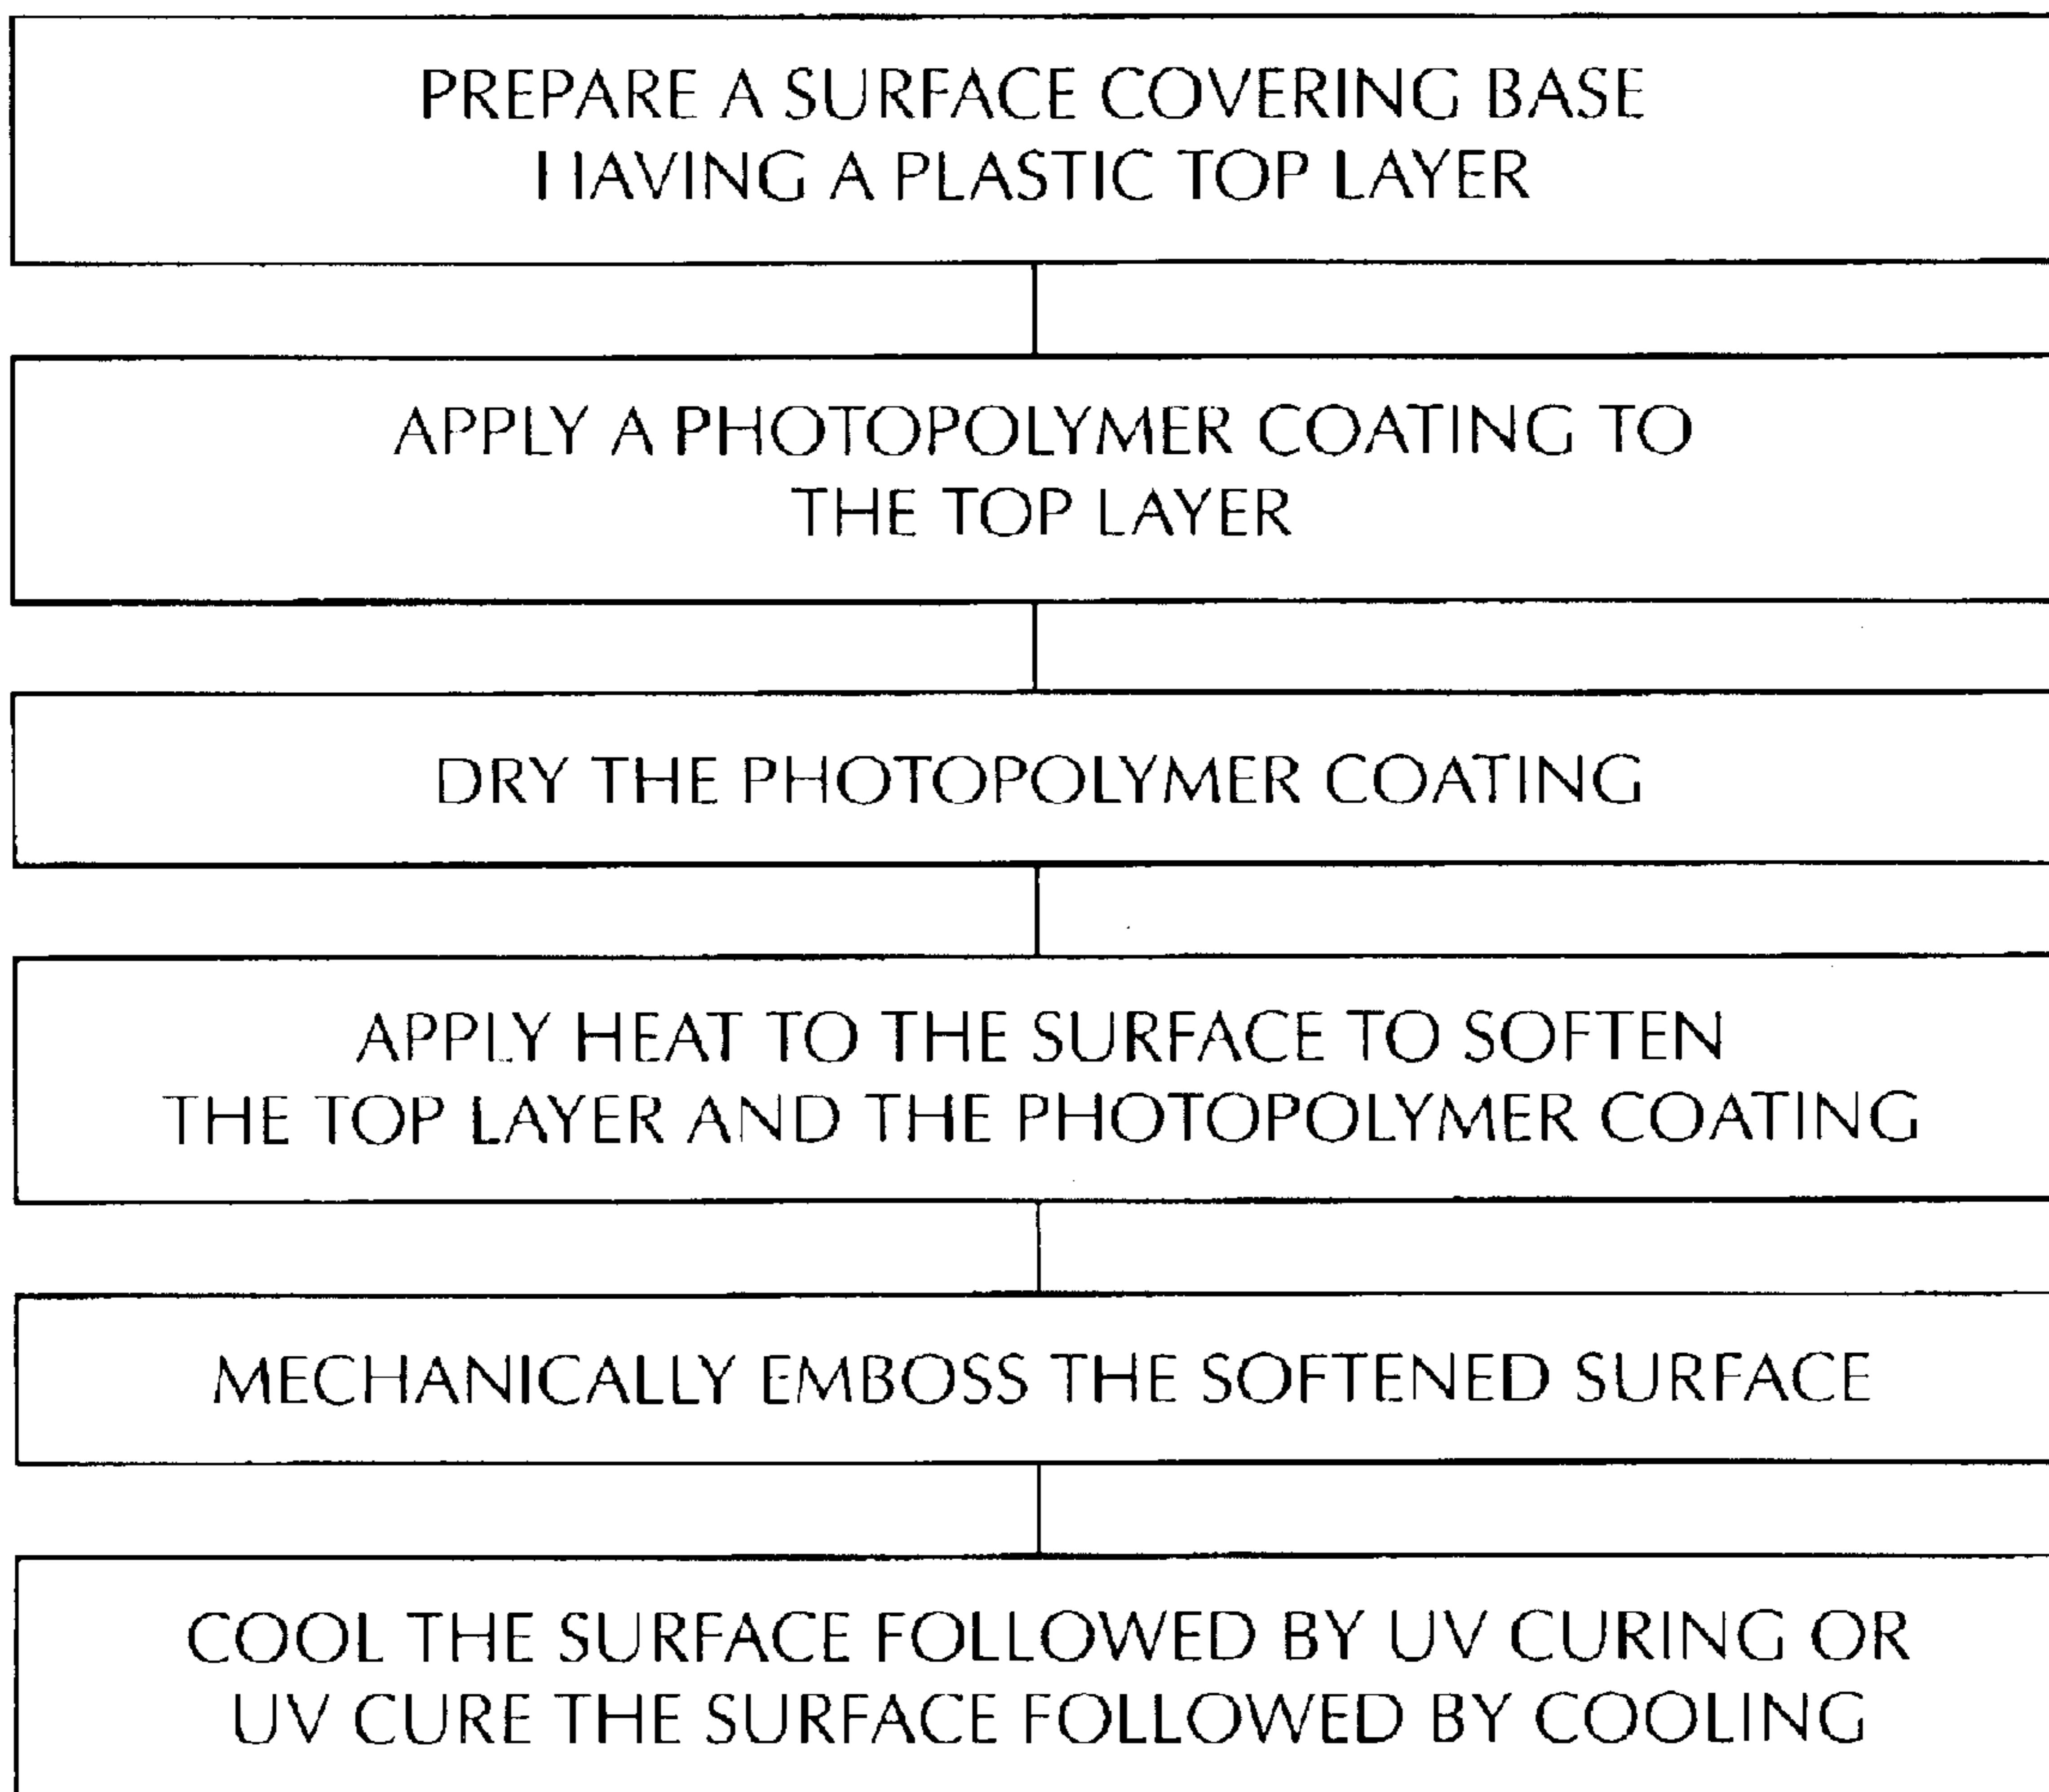 PREPARE A SURFACE COVERING BASE
HAVING A PLASTIC TOP LAYER
APPLY A PHOTOPOLYMER COATING TO
THE TOP LAYER
DRY THE PHOTOPOLYMER COATING
APPLY HEAT TO THE SURFACE TO SOFTEN
THE TOP LAYER AND THE PHOTOPOLYMER COATING
MECHANICALLY EMBOSS THE SOFTENED SURFACE
COOL THE SURFACE FOLLOWED BY UV CURING OR
UV CURE THE SURFACE FOLLOWED BY COOLING